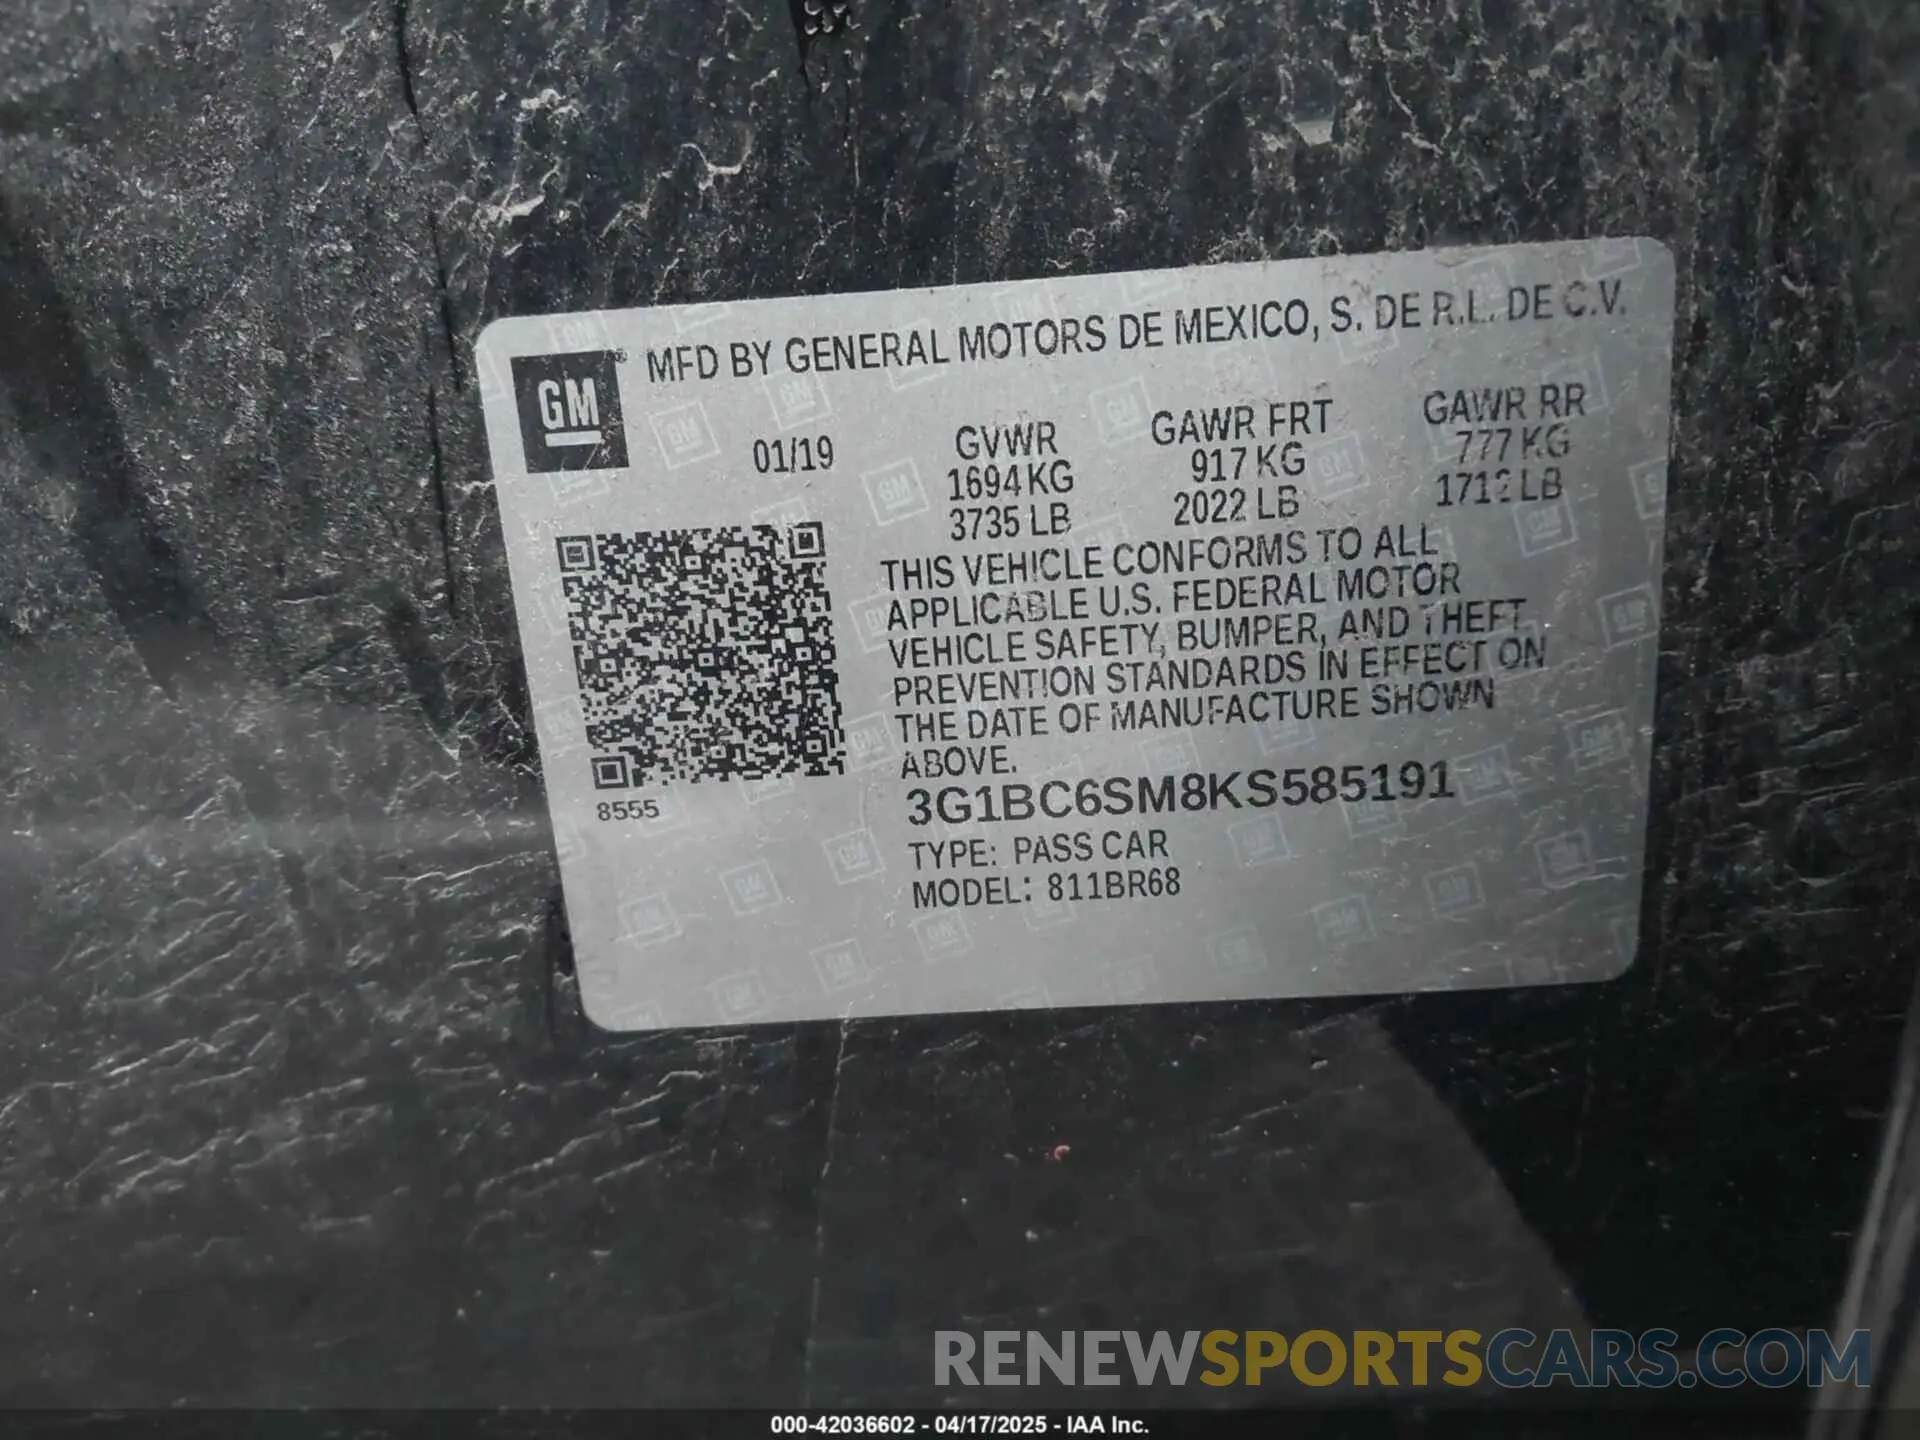 GM
MFD BY GENERAL MOTORS DE MEXICO, S. DE R.L. DE C.V.
01/19
GVWR
1694 KG
3735 LB
GAWR FRT
917 KG
2022 LB
GAWR RR
777 KG
1712 LB
THIS VEHICLE CONFORMS TO ALL
APPLICABLE U.S. FEDERAL MOTOR
VEHICLE SAFETY, BUMPER, AND THEFT
PREVENTION STANDARDS IN EFFECT ON
THE DATE OF MANUFACTURE SHOWN
ABOVE.
8555
3G1BC6SM8KS585191
TYPE: PASS CAR
MODEL: 811BR68
RENEWSPORTSCARS.COM
000-42036602 - 04/17/2025 - IAA Inc.